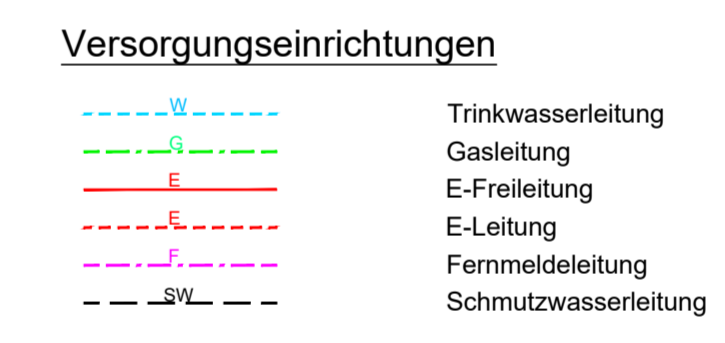 Versorgungseinrichtungen
W Trinkwasserleitung
G Gasleitung
E E-Freileitung
E E-Leitung
F Fernmeldeleitung
SW Schmutzwasserleitung